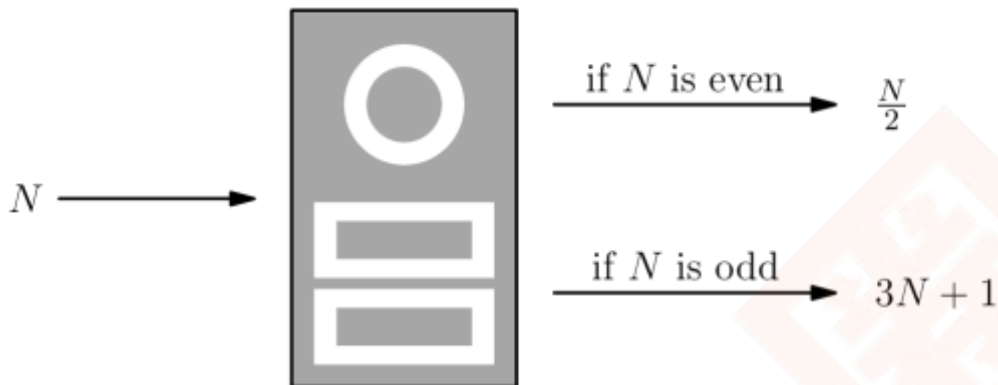 if N is even
N/2
N
if N is odd
3N + 1